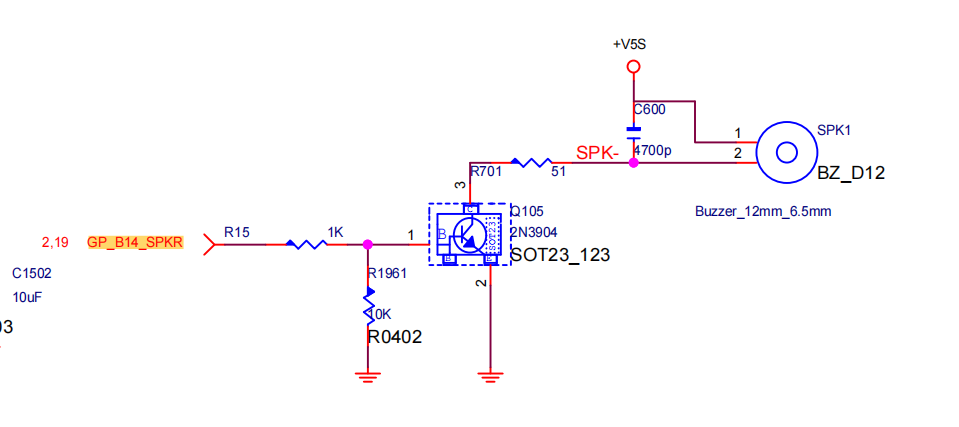 +V5S
C600
4700p
1
2
SPK1
BZ_D12
Buzzer_12mm_6.5mm
SPK-
R701
51
3
C
Q105
2N3904
SOT23_123
SOT23
B
B
E
1
2
2,19
GP_B14_SPKR
R15
1K
R1961
10K
R0402
C1502
10uF
03